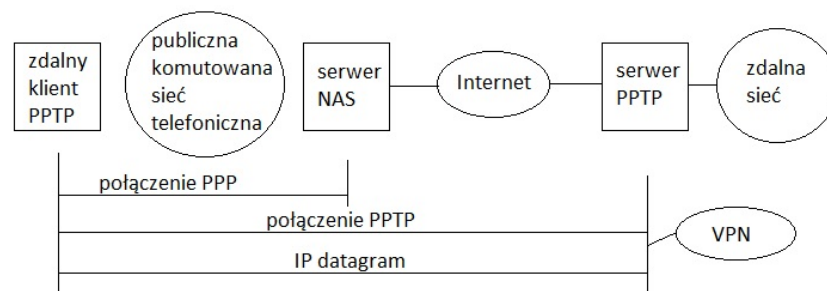 zdalny
klient
PPTP
publiczna
komutowana
sieć
telefoniczna
serwer
NAS
Internet
serwer
PPTP
zdalna
sieć
połączenie PPP
połączenie PPTP
VPN
IP datagram